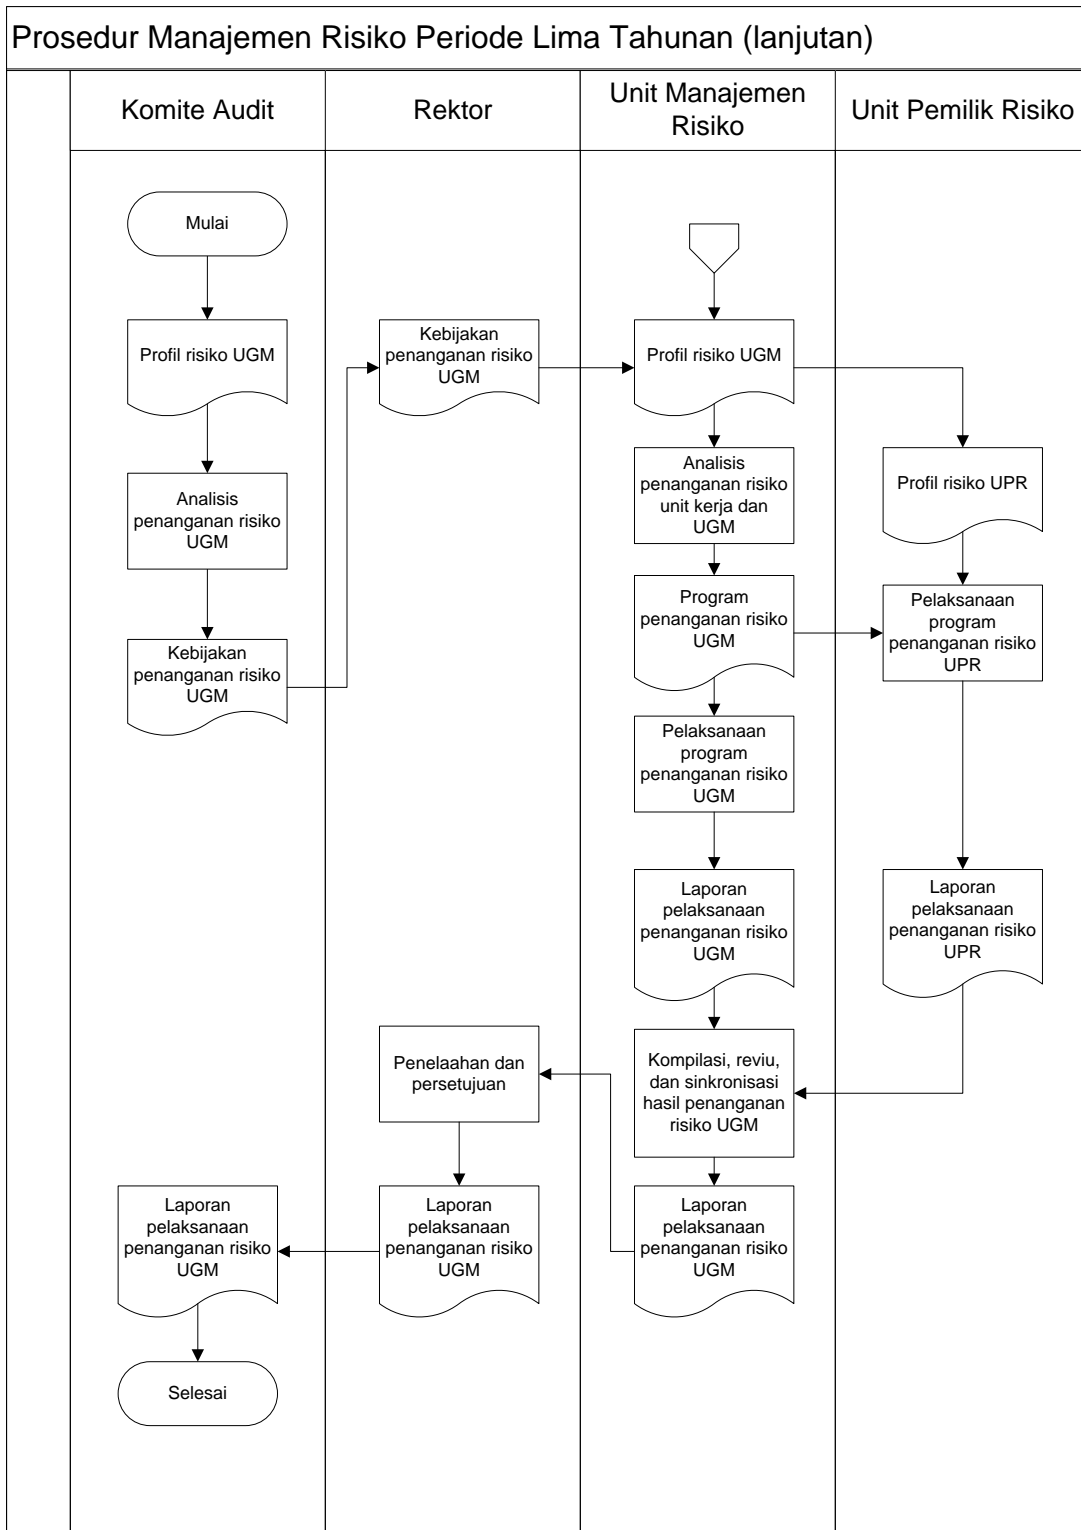 Prosedur Manajemen Risiko Periode Lima Tahunan (lanjutan)
Komite Audit
Rektor
Unit Manajemen
Risiko
Unit Pemilik Risiko
Mulai
Profil risiko UGM
Kebijakan
penanganan risiko
UGM
Profil risiko UGM
Analisis
penanganan risiko
UGM
Analisis
penanganan risiko
unit kerja dan
UGM
Profil risiko UPR
Kebijakan
penanganan risiko
UGM
Program
penanganan risiko
UGM
Pelaksanaan
program
penanganan risiko
UPR
Pelaksanaan
program
penanganan risiko
UGM
Laporan
pelaksanaan
penanganan risiko
UGM
Laporan
pelaksanaan
penanganan risiko
UPR
Penelaahan dan
persetujuan
Kompilasi, reviu,
dan sinkronisasi
hasil penanganan
risiko UGM
Laporan
pelaksanaan
penanganan risiko
UGM
Laporan
pelaksanaan
penanganan risiko
UGM
Laporan
pelaksanaan
penanganan risiko
UGM
Selesai